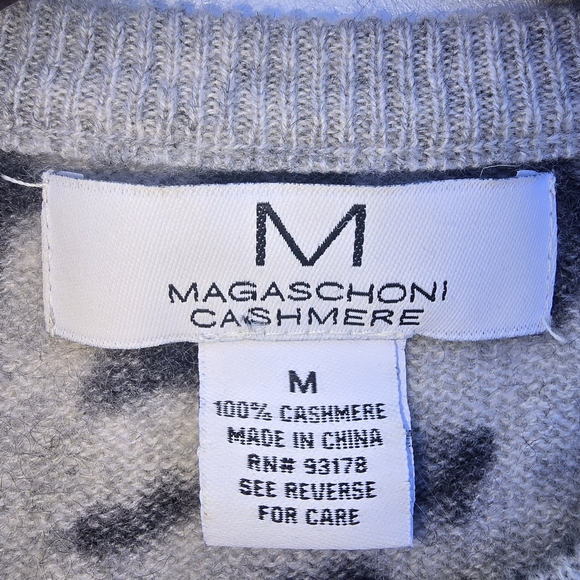 M
MAGASCHONI
CASHMERE
M
100% CASHMERE
MADE IN CHINA
RN# 93178
SEE REVERSE
FOR CARE